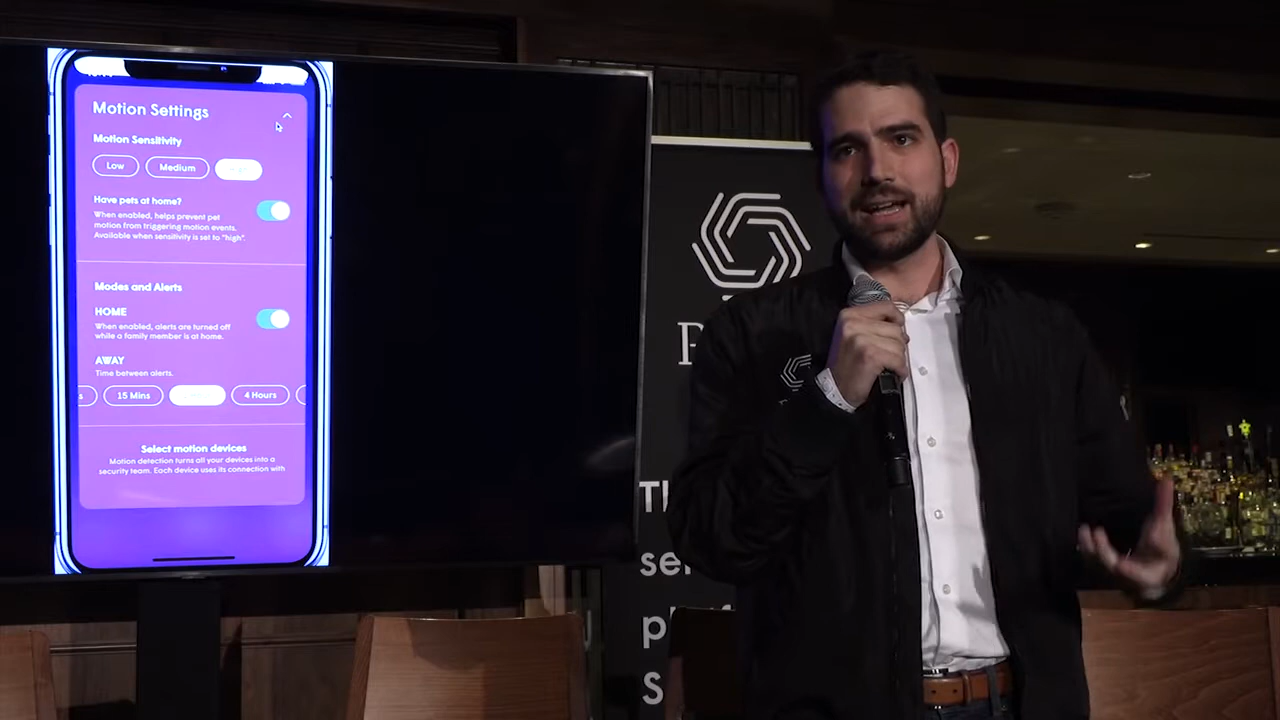 Motion Settings
Motion Sensitivity
Low
Medium
Have pets at home?
When enabled, helps prevent pet
motion from triggering motion events.
Available when sensitivity is set to "high".
Modes and Alerts
HOME
When enabled, alerts are turned off
while a family member is at home.
AWAY
Time between alerts.
s
15 Mins
4 Hours
Select motion devices
Motion detection turns all your devices into a
security team. Each device uses its connection with
P
T
se
p
S